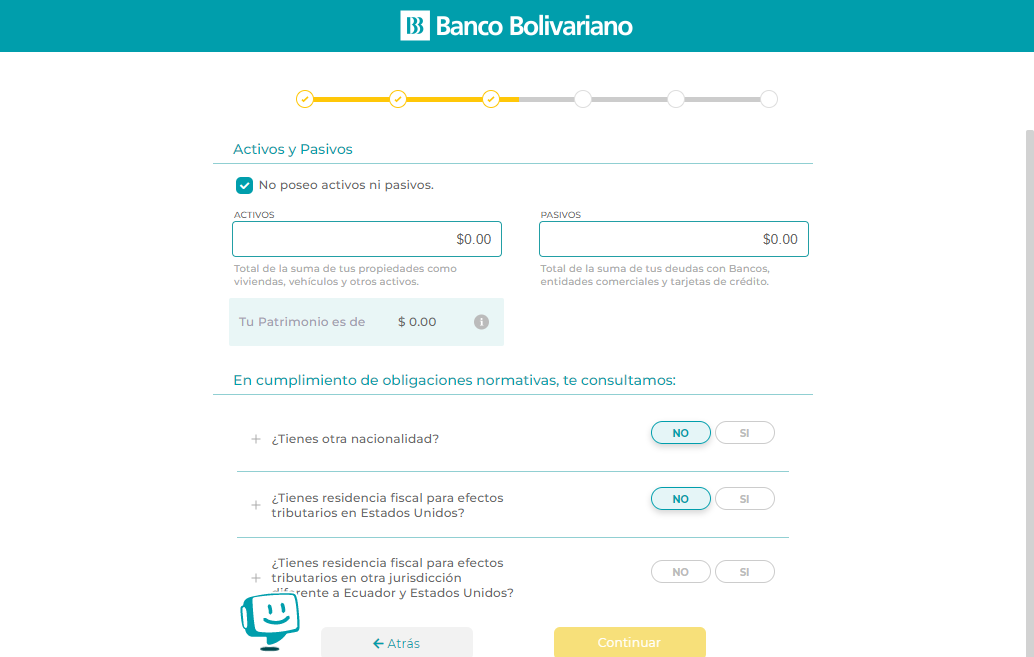 Banco Bolivariano
Activos y Pasivos
No poseo activos ni pasivos.
ACTIVOS
$0.00
Total de la suma de tus propiedades como
viviendas, vehículos y otros activos.
PASIVOS
$0.00
Total de la suma de tus deudas con Bancos,
entidades comerciales y tarjetas de crédito.
Tu Patrimonio es de $ 0.00
En cumplimiento de obligaciones normativas, te consultamos:
¿Tienes otra nacionalidad?
NO SI
¿Tienes residencia fiscal para efectos
tributarios en Estados Unidos?
NO SI
¿Tienes residencia fiscal para efectos
tributarios en otra jurisdicción
diferente a Ecuador y Estados Unidos?
NO SI
Atrás
Continuar